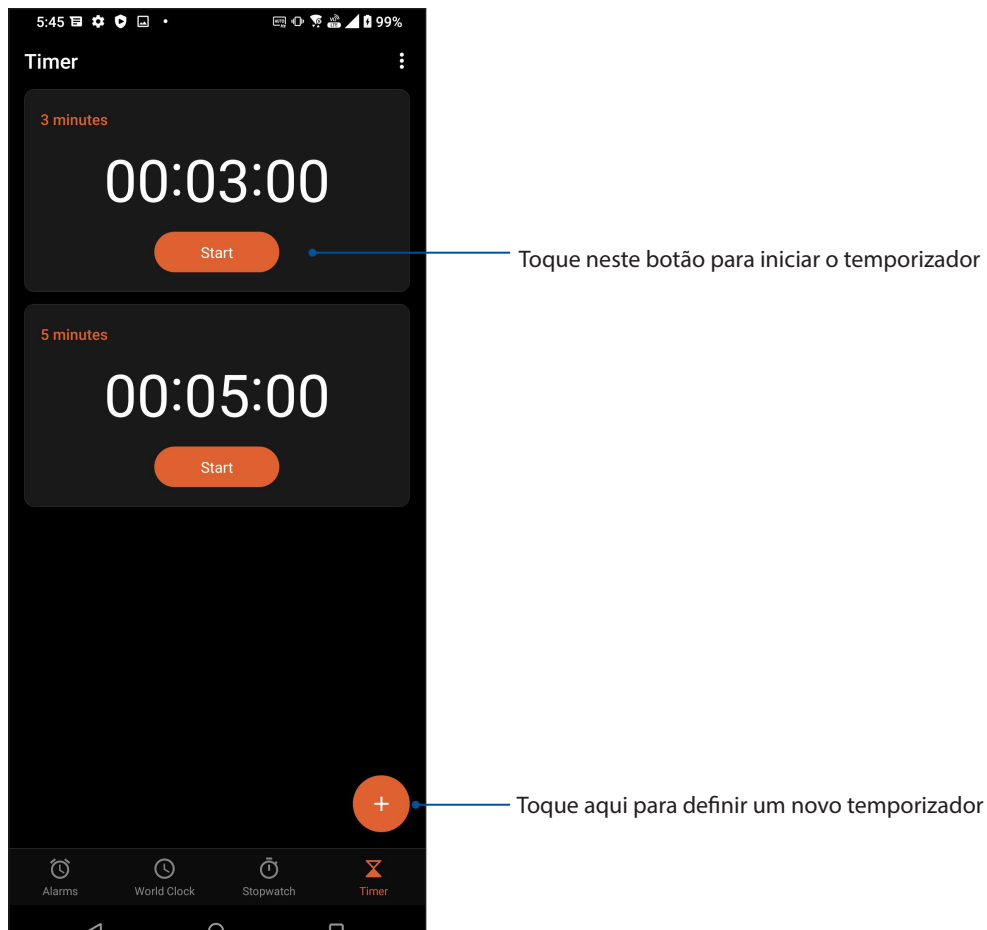 5:45 99%
Timer
3 minutes
00:03:00
Start
Toque neste botão para iniciar o temporizador
5 minutes
00:05:00
Start
+
Toque aqui para definir um novo temporizador
Alarms World Clock Stopwatch Timer